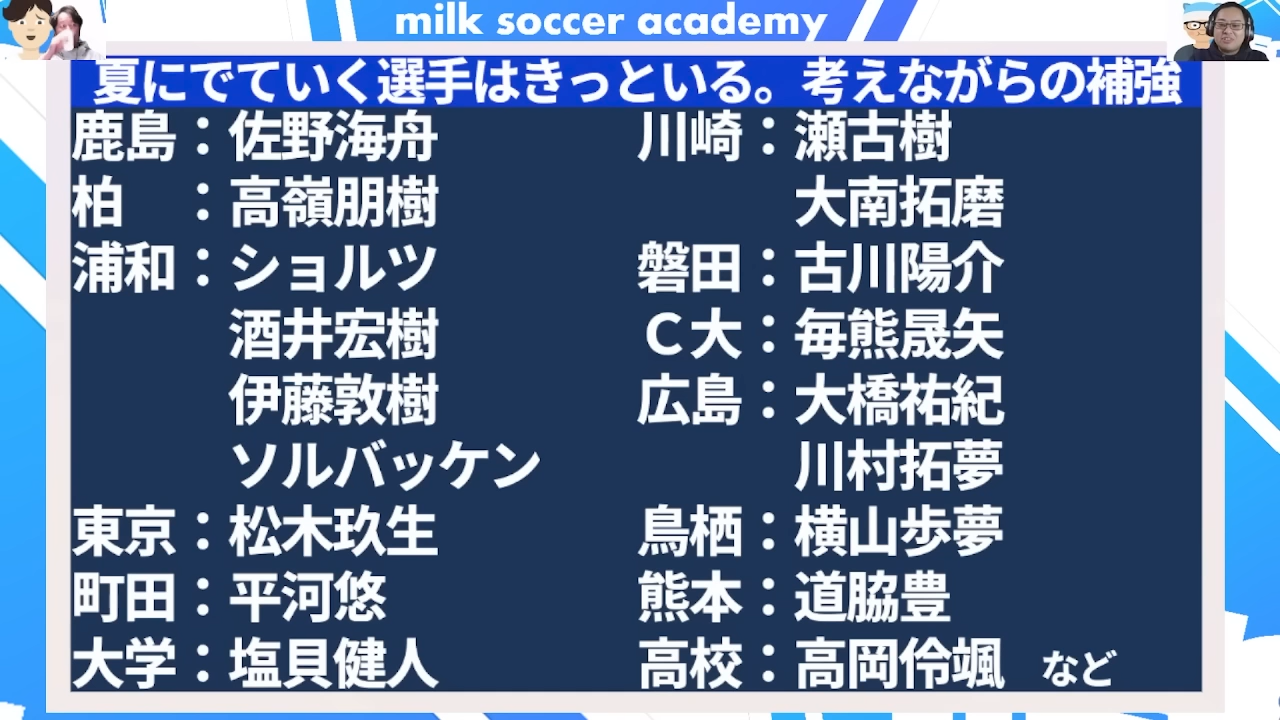 milk soccer academy
夏にでていく選手はきっといる。考えながらの補強
鹿島：佐野海舟
柏　：高嶺朋樹
浦和：ショルツ
酒井宏樹
伊藤敦樹
ソルバッケン
東京：松木玖生
町田：平河悠
大学：塩貝健人
川崎：瀬古樹
大南拓磨
磐田：古川陽介
Ｃ大：毎熊晟矢
広島：大橋祐紀
川村拓夢
鳥栖：横山歩夢
熊本：道脇豊
高校：高岡伶颯　など